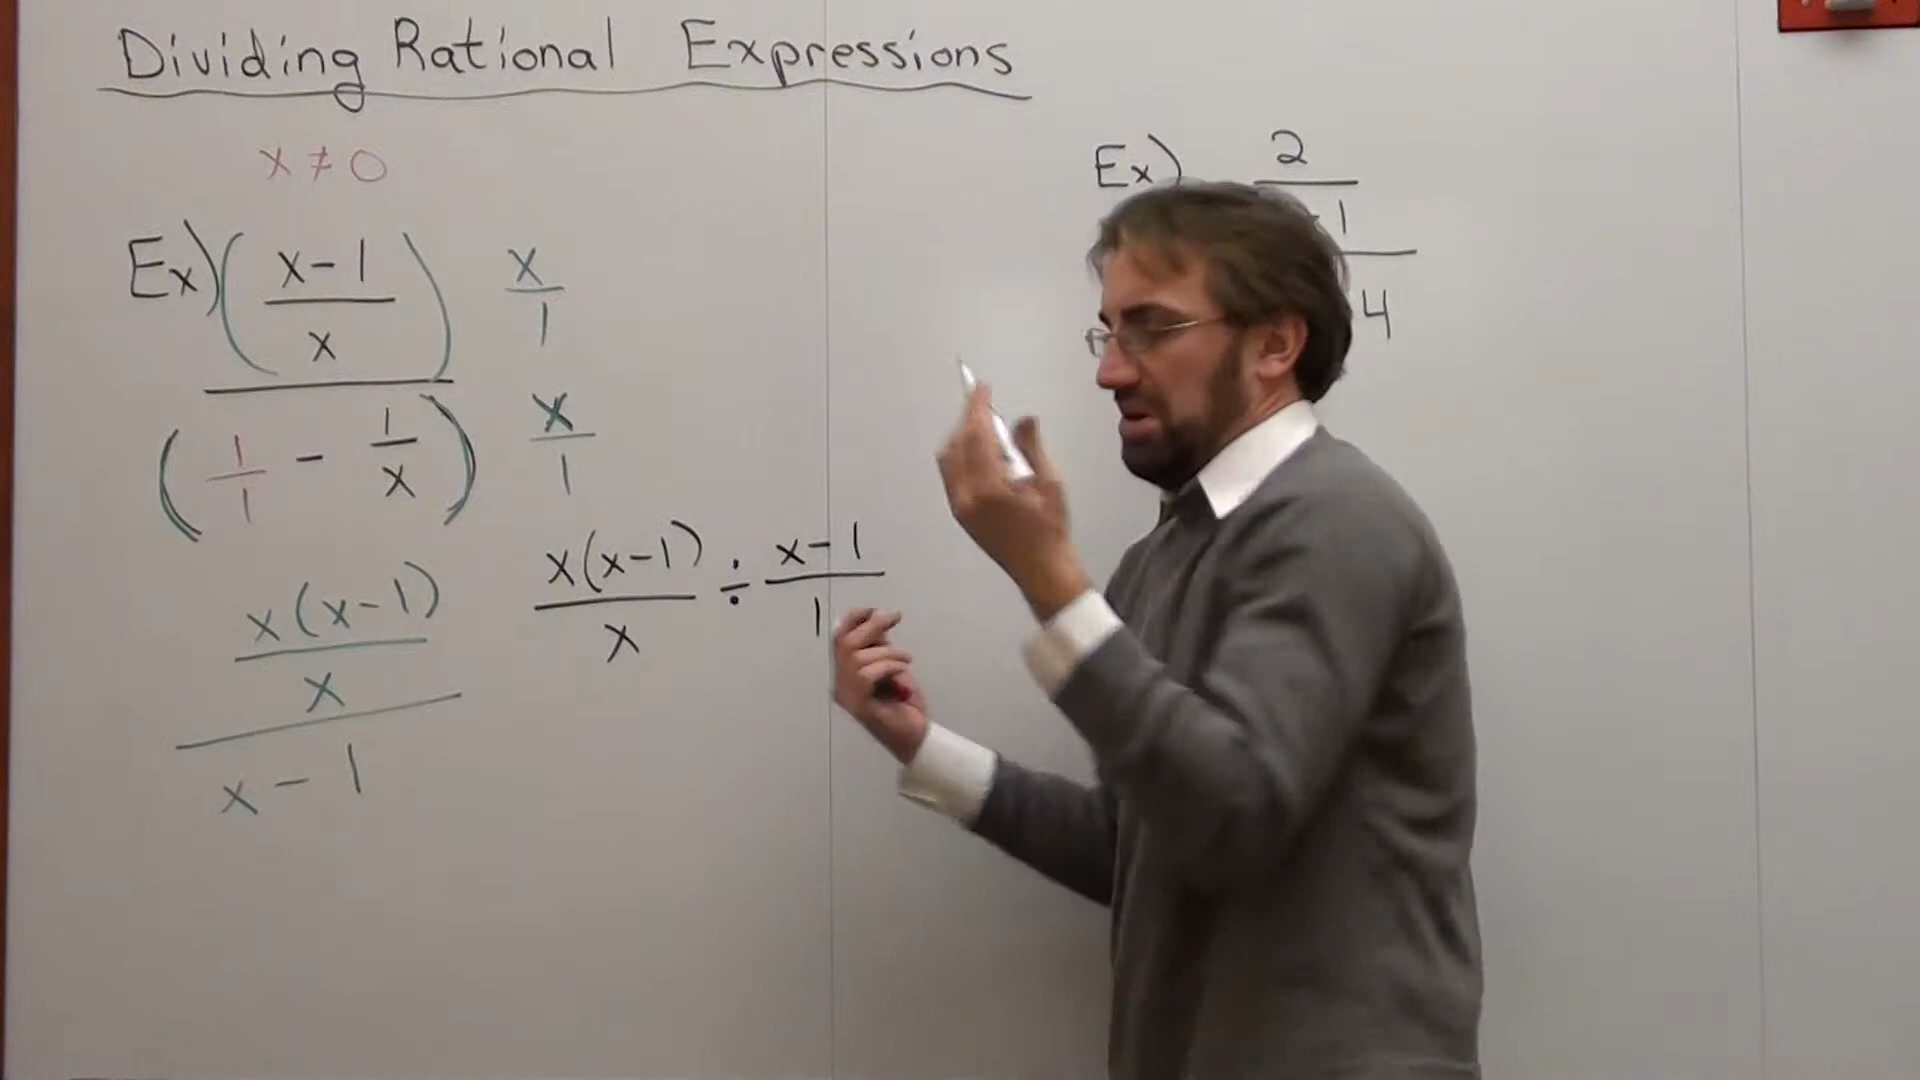 Dividing Rational Expressions
x ≠ 0
Ex) ( x-1 / x ) x/1
( 1/1 - 1/x ) x/1
x(x-1) / x ÷ x-1 / 1
x(x-1) / x
x - 1
Ex) 2
1
4